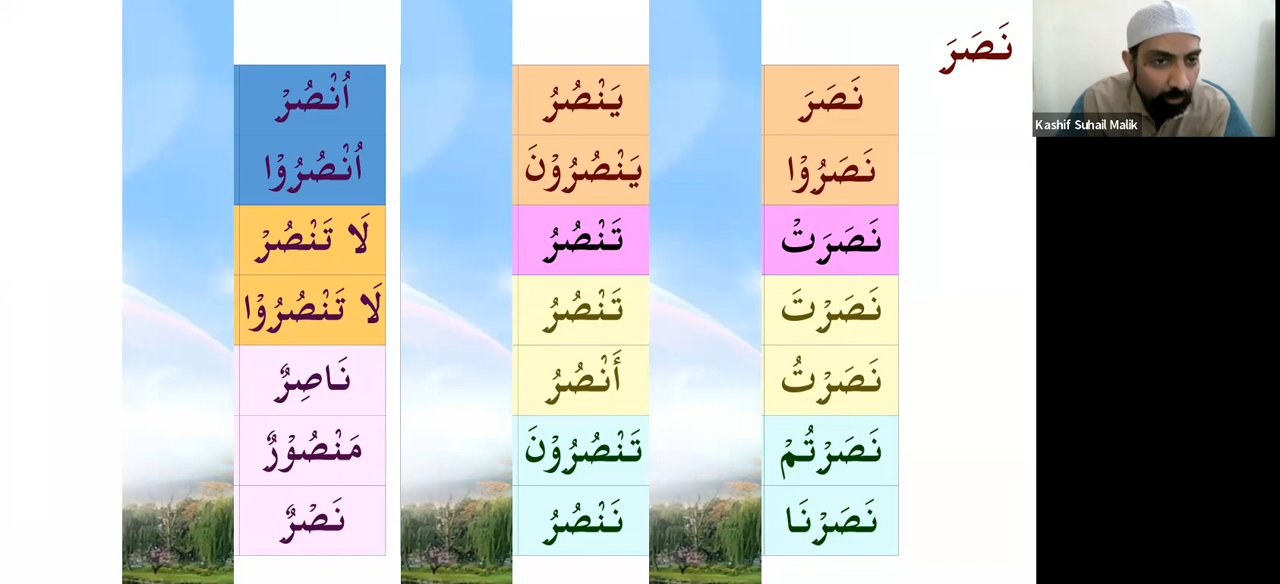 نَصَرَ
Kashif Suhail Malik
نَصَرَ
نَصَرُوْا
نَصَرَتْ
نَصَرْتَ
نَصَرْتُ
نَصَرْتُمْ
نَصَرْنَا
يَنْصُرُ
يَنْصُرُوْنَ
تَنْصُرُ
تَنْصُرُ
أَنْصُرُ
تَنْصُرُوْنَ
نَنْصُرُ
اُنْصُرْ
اُنْصُرُوْا
لَا تَنْصُرْ
لَا تَنْصُرُوْا
نَاصِرٌ
مَنْصُوْرٌ
نَصْرٌ